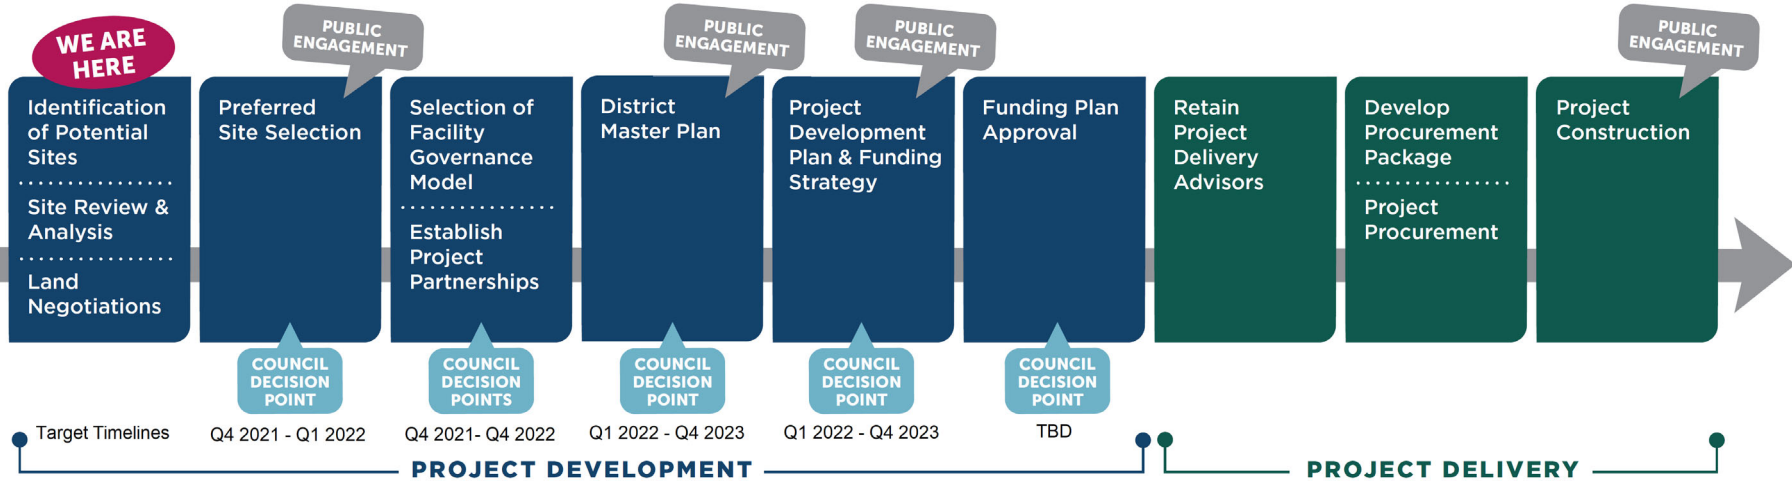 WE ARE
HERE
Identification
of Potential
Sites
Site Review &
Analysis
Land
Negotiations
PUBLIC
ENGAGEMENT
Preferred
Site Selection
COUNCIL
DECISION
POINT
Selection of
Facility
Governance
Model
Establish
Project
Partnerships
COUNCIL
DECISION
POINTS
PUBLIC
ENGAGEMENT
District
Master Plan
COUNCIL
DECISION
POINT
PUBLIC
ENGAGEMENT
Project
Development
Plan & Funding
Strategy
COUNCIL
DECISION
POINT
Funding Plan
Approval
COUNCIL
DECISION
POINT
Retain
Project
Delivery
Advisors
Develop
Procurement
Package
Project
Procurement
PUBLIC
ENGAGEMENT
Project
Construction
Target Timelines
Q4 2021 - Q1 2022
Q4 2021- Q4 2022
Q1 2022 - Q4 2023
Q1 2022 - Q4 2023
TBD
PROJECT DEVELOPMENT
PROJECT DELIVERY